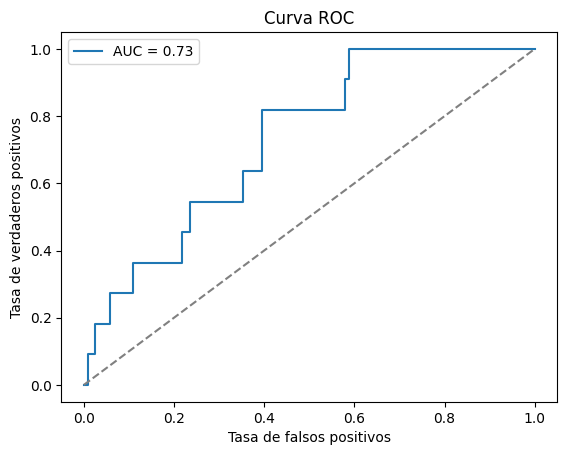 Curva ROC
AUC = 0.73
Tasa de verdaderos positivos
1.0
0.8
0.6
0.4
0.2
0.0
0.0 0.2 0.4 0.6 0.8 1.0
Tasa de falsos positivos